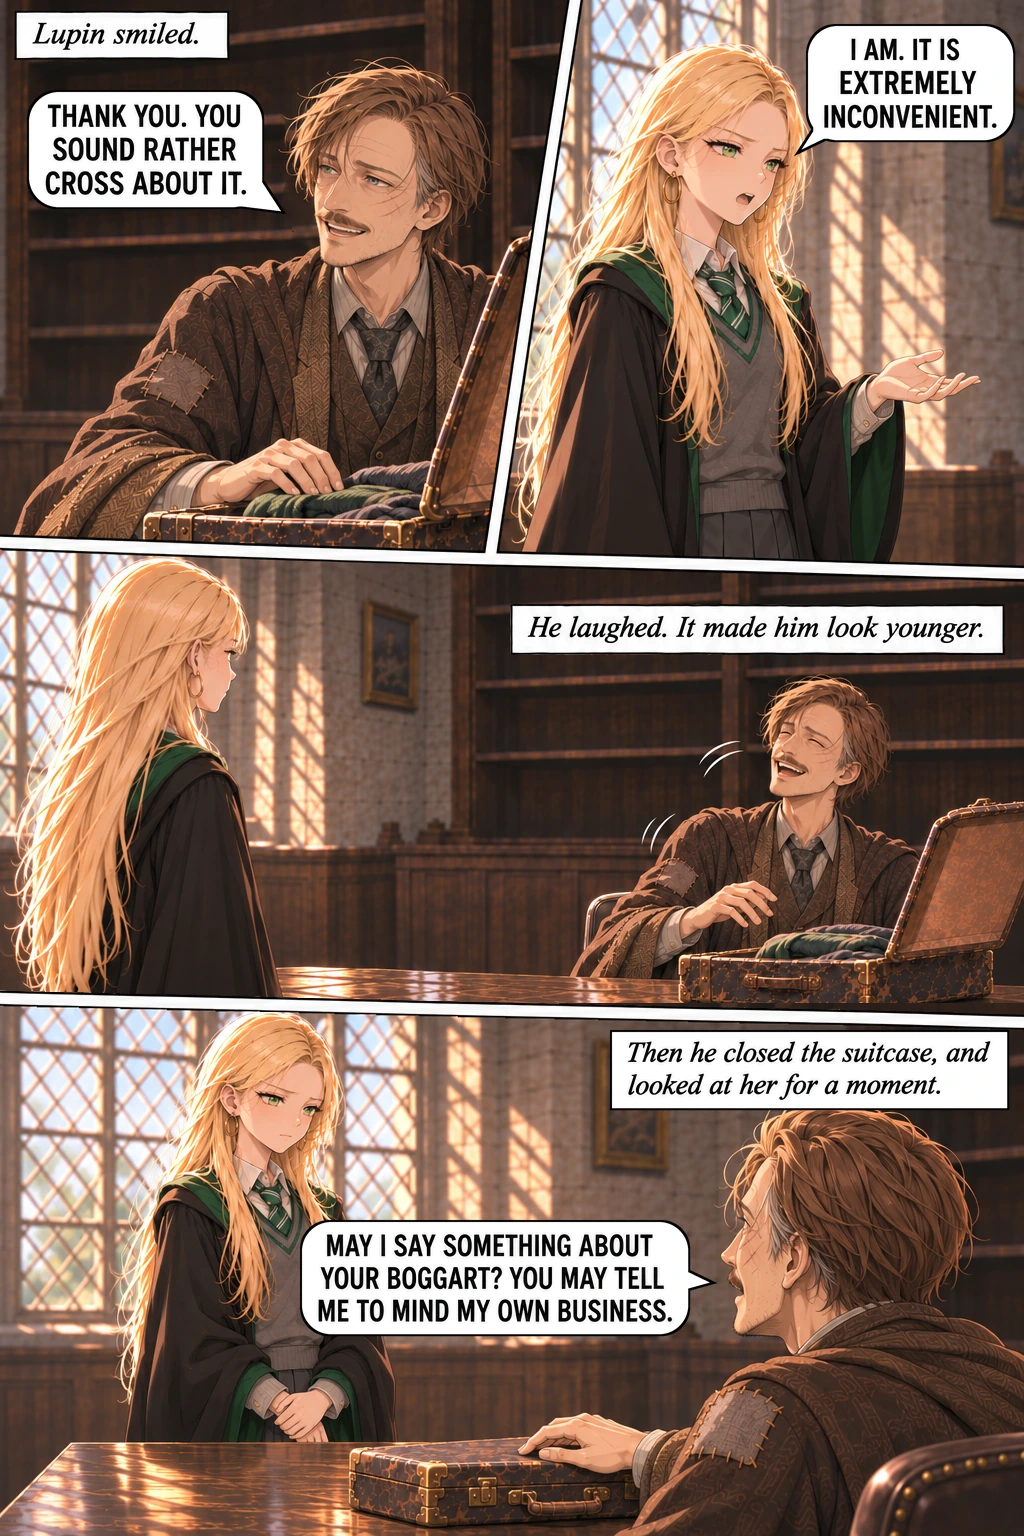 Lupin smiled.
THANK YOU. YOU
SOUND RATHER
CROSS ABOUT IT.
I AM. IT IS
EXTREMELY
INCONVENIENT.
He laughed. It made him look younger.
Then he closed the suitcase, and
looked at her for a moment.
MAY I SAY SOMETHING ABOUT
YOUR BOGGART? YOU MAY TELL
ME TO MIND MY OWN BUSINESS.